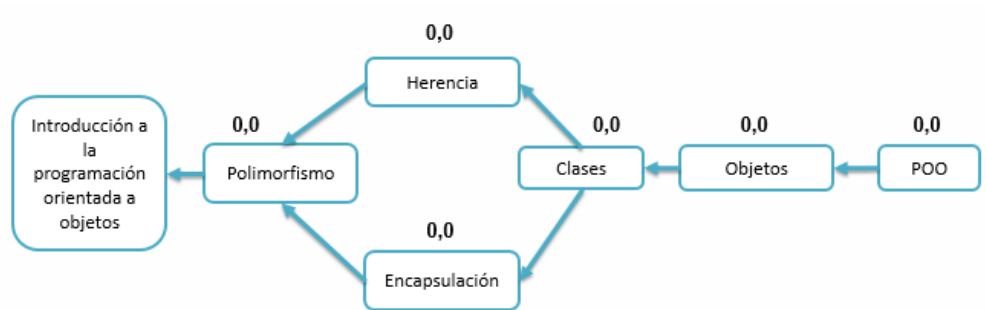 0,0
Herencia
Introducción a
la
programación
orientada a
objetos
0,0
Polimorfismo
0,0
Clases
0,0
Objetos
0,0
POO
0,0
Encapsulación